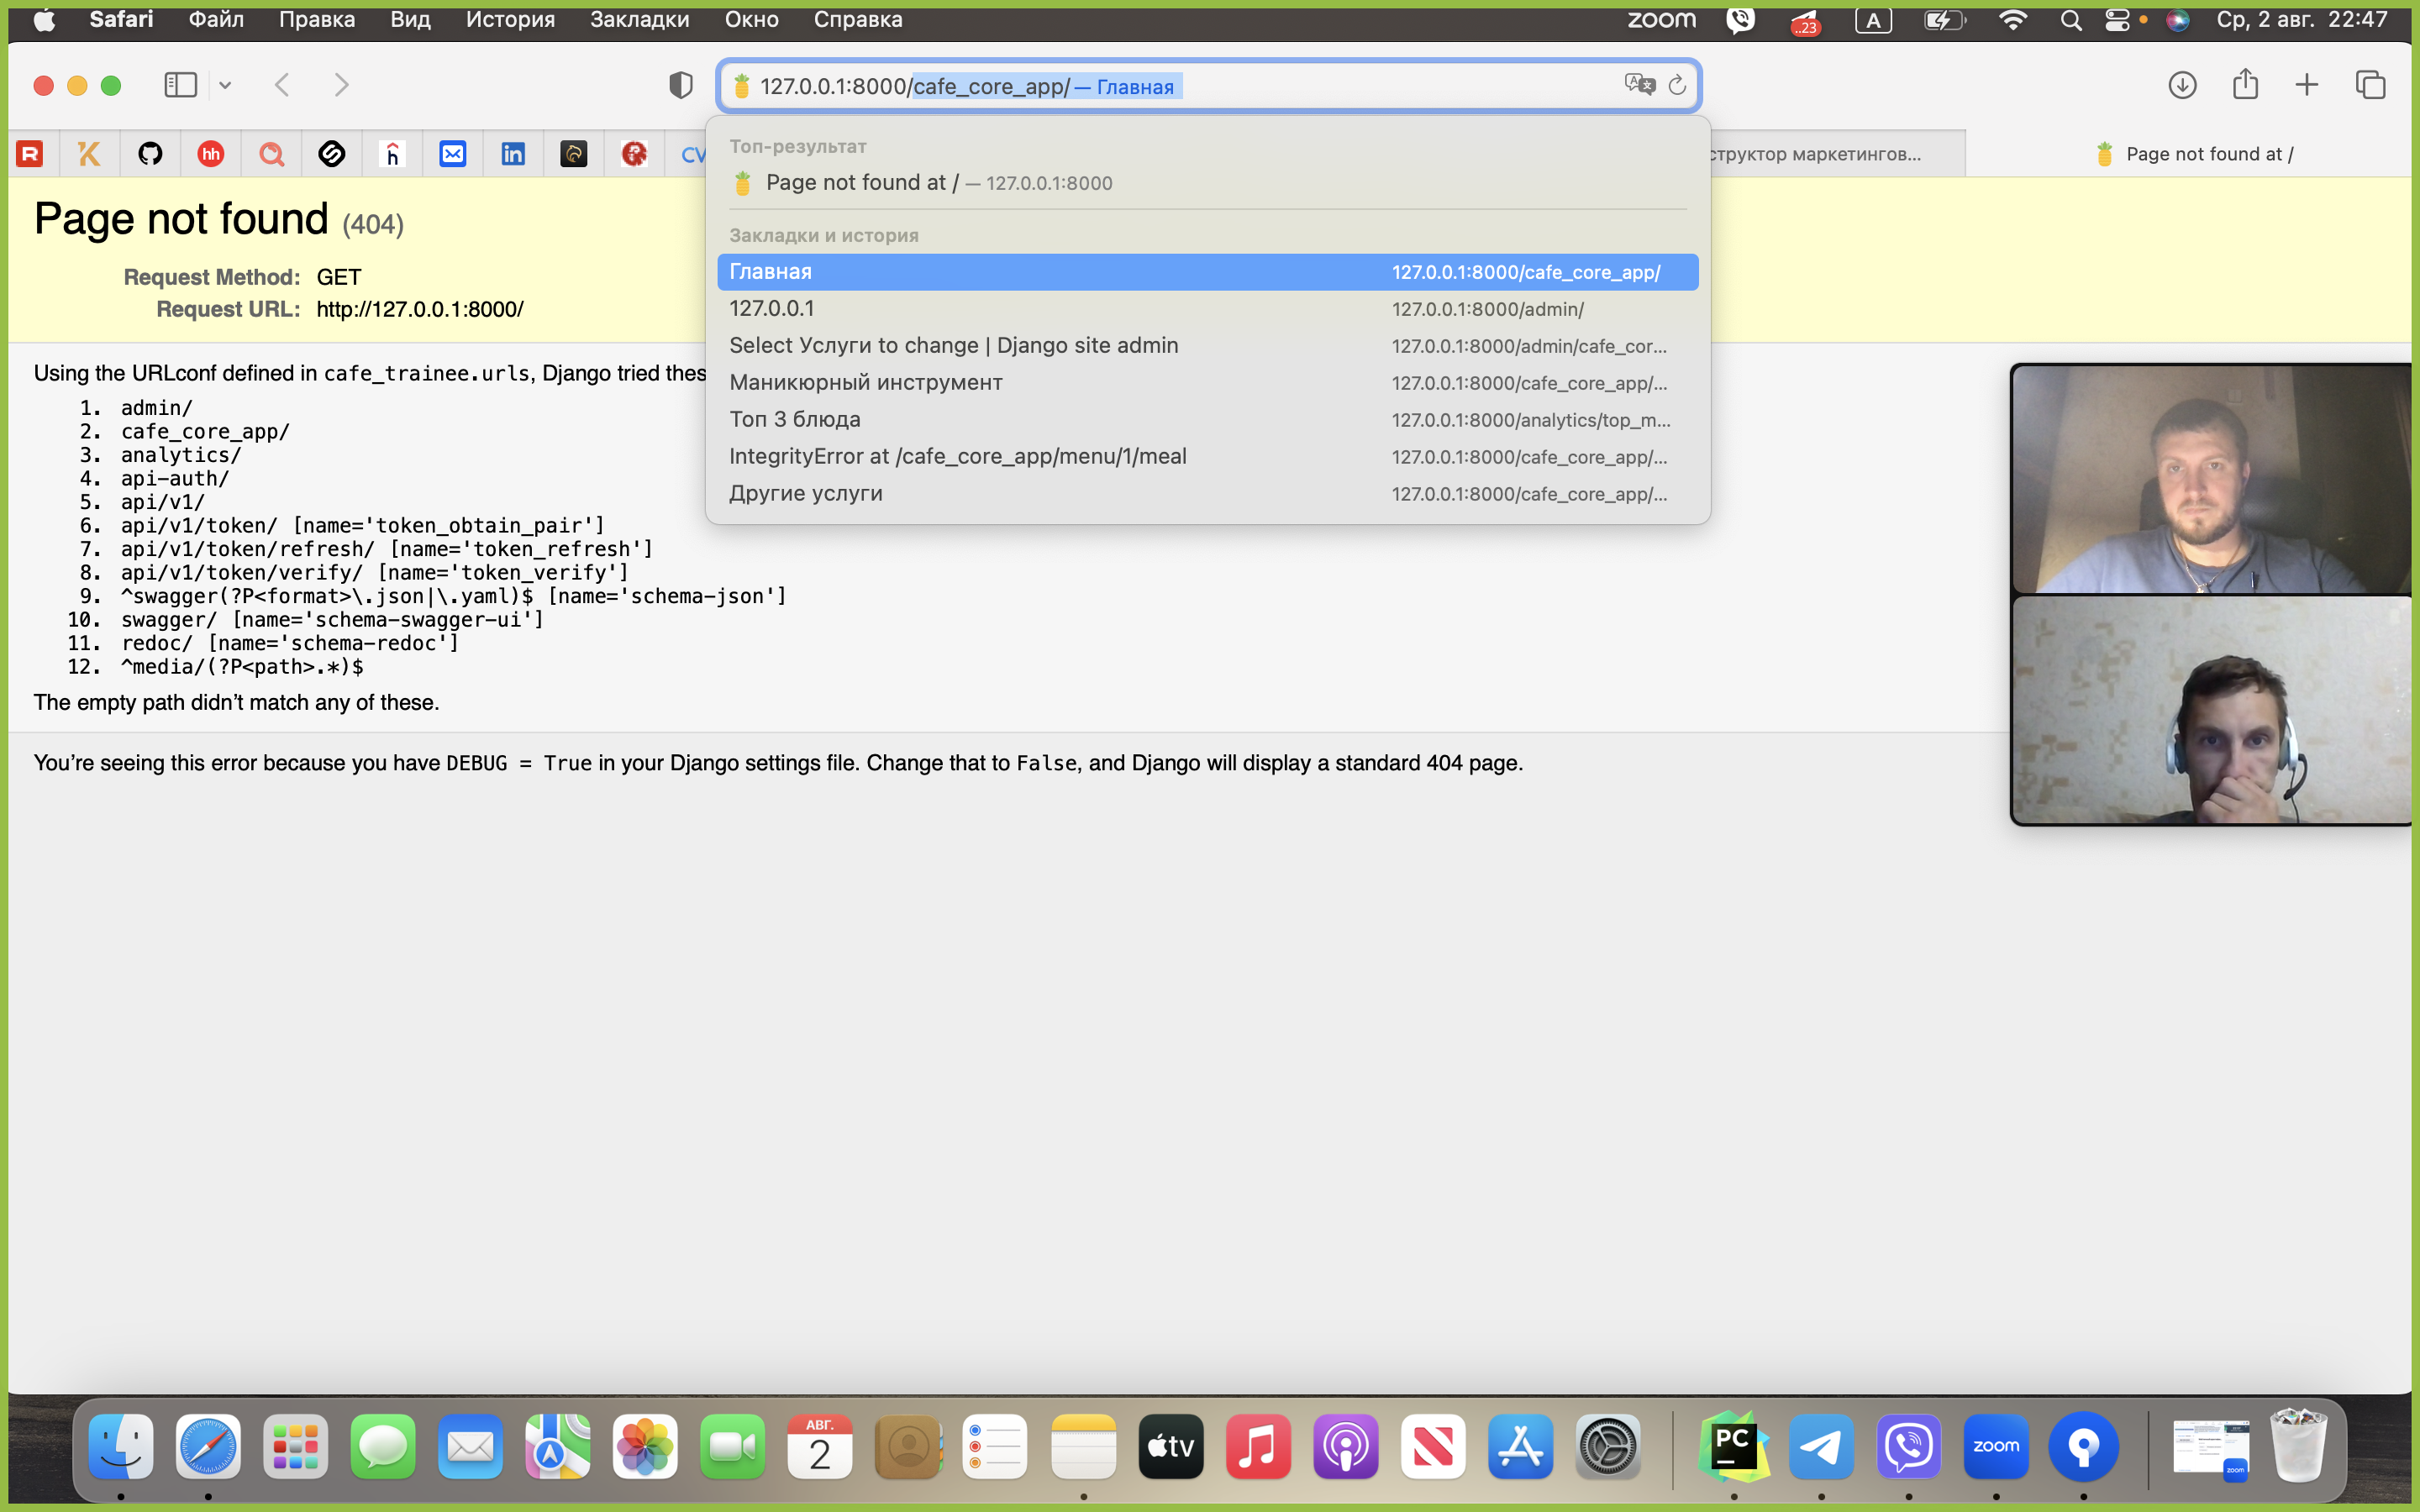 Safari Файл Правка Вид История Закладки Окно Справка zoom ..23 A Ср, 2 авг. 22:47
127.0.0.1:8000/cafe_core_app/ — Главная
R K hh h in CV
структор маркетингов... Page not found at /
Топ-результат
Page not found at / — 127.0.0.1:8000
Закладки и история
Главная 127.0.0.1:8000/cafe_core_app/
127.0.0.1 127.0.0.1:8000/admin/
Select Услуги to change | Django site admin 127.0.0.1:8000/admin/cafe_cor...
Маникюрный инструмент 127.0.0.1:8000/cafe_core_app/...
Топ 3 блюда 127.0.0.1:8000/analytics/top_m...
IntegrityError at /cafe_core_app/menu/1/meal 127.0.0.1:8000/cafe_core_app/...
Другие услуги 127.0.0.1:8000/cafe_core_app/...
Page not found (404)
Request Method: GET
Request URL: http://127.0.0.1:8000/
Using the URLconf defined in cafe_trainee.urls, Django tried thes
1. admin/
2. cafe_core_app/
3. analytics/
4. api-auth/
5. api/v1/
6. api/v1/token/ [name='token_obtain_pair']
7. api/v1/token/refresh/ [name='token_refresh']
8. api/v1/token/verify/ [name='token_verify']
9. ^swagger(?P<format>\.json|\.yaml)$ [name='schema-json']
10. swagger/ [name='schema-swagger-ui']
11. redoc/ [name='schema-redoc']
12. ^media/(?P<path>.*)$
The empty path didn’t match any of these.
You’re seeing this error because you have DEBUG = True in your Django settings file. Change that to False, and Django will display a standard 404 page.
АВГ.
2
tv
PC
zoom
zoom